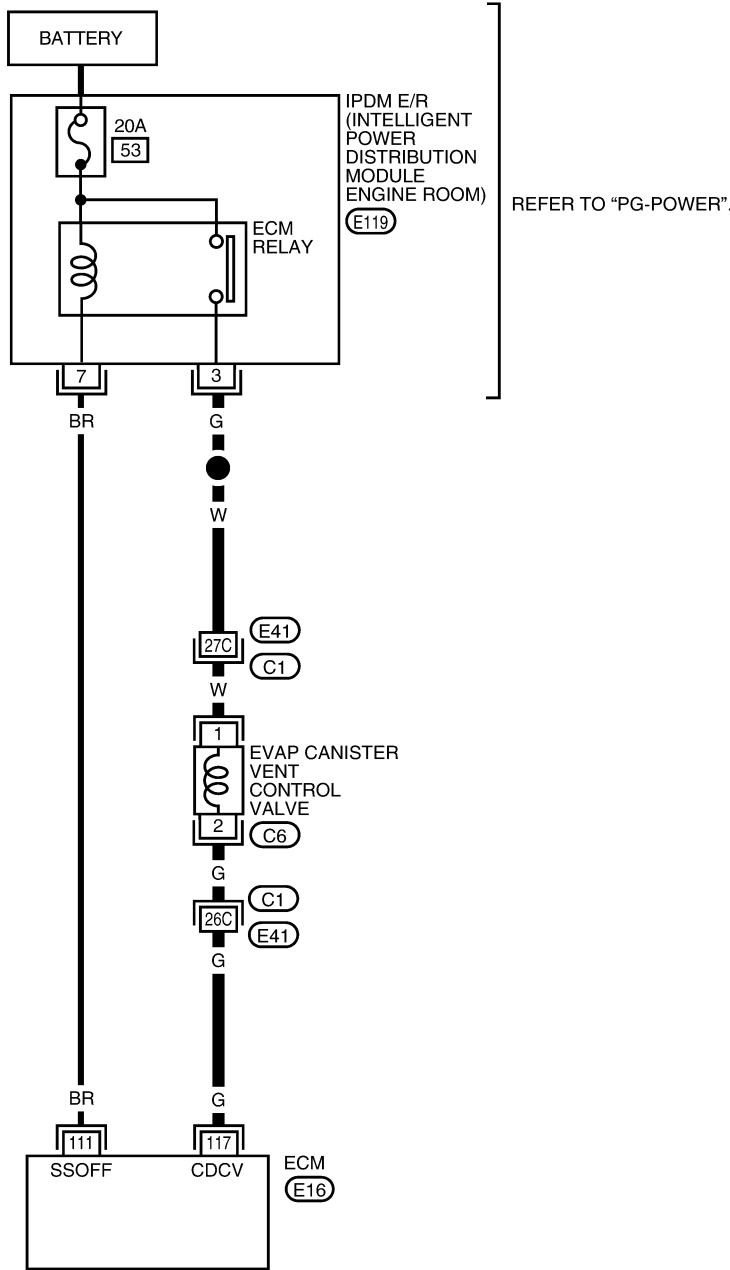 BATTERY
20A
53
IPDM E/R
(INTELLIGENT
POWER
DISTRIBUTION
MODULE
ENGINE ROOM)
E119
REFER TO “PG-POWER”.
ECM
RELAY
7
3
BR
G
W
27C
E41
C1
W
1
EVAP CANISTER
VENT
CONTROL
VALVE
2
C6
G
C1
26C
E41
G
BR
G
111
117
SSOFF
CDCV
ECM
E16